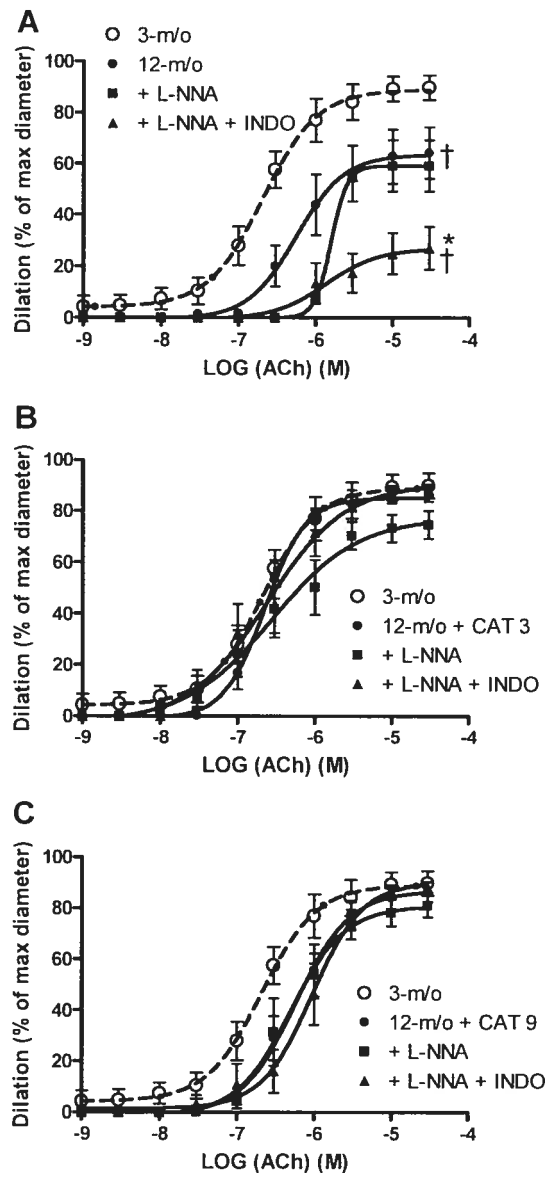 A
3-m/o
12-m/o
+ L-NNA
+ L-NNA + INDO
Dilation (% of max diameter)
100
80
60
40
20
0
†
*
†
-9
-8
-7
-6
-5
-4
LOG (ACh) (M)
B
Dilation (% of max diameter)
100
80
60
40
20
0
3-m/o
12-m/o + CAT 3
+ L-NNA
+ L-NNA + INDO
-9
-8
-7
-6
-5
-4
LOG (ACh) (M)
C
Dilation (% of max diameter)
100
80
60
40
20
0
3-m/o
12-m/o + CAT 9
+ L-NNA
+ L-NNA + INDO
-9
-8
-7
-6
-5
-4
LOG (ACh) (M)